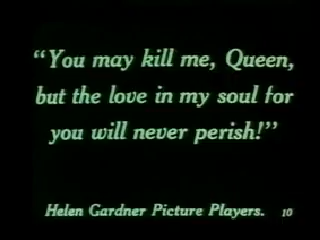 “You may kill me, Queen,
but the love in my soul for
you will never perish!”
Helen Gardner Picture Players. 10